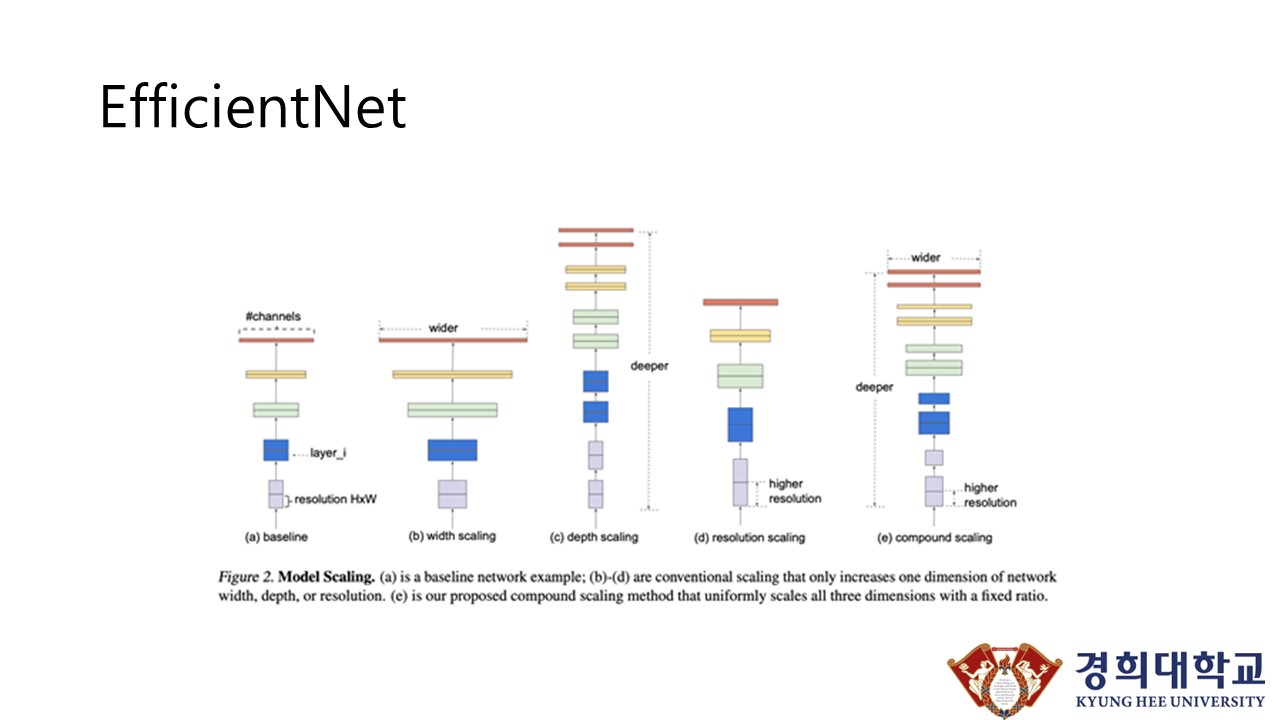 EfficientNet
#channels
layer_i
resolution HxW
(a) baseline
wider
(b) width scaling
deeper
(c) depth scaling
higher
resolution
(d) resolution scaling
wider
deeper
higher
resolution
(e) compound scaling
Figure 2. Model Scaling. (a) is a baseline network example; (b)-(d) are conventional scaling that only increases one dimension of network
width, depth, or resolution. (e) is our proposed compound scaling method that uniformly scales all three dimensions with a fixed ratio.
경희대학교
KYUNG HEE UNIVERSITY